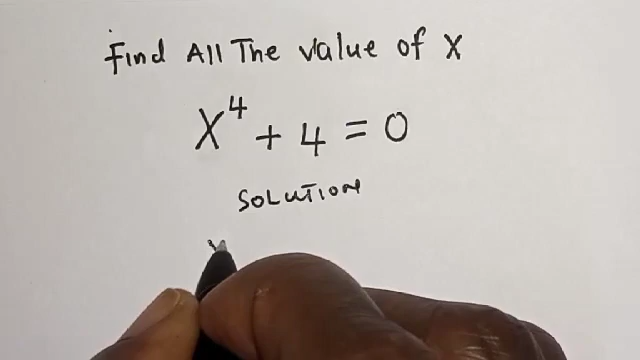 Find All The Value of X
X⁴ + 4 = 0
SOLUTION